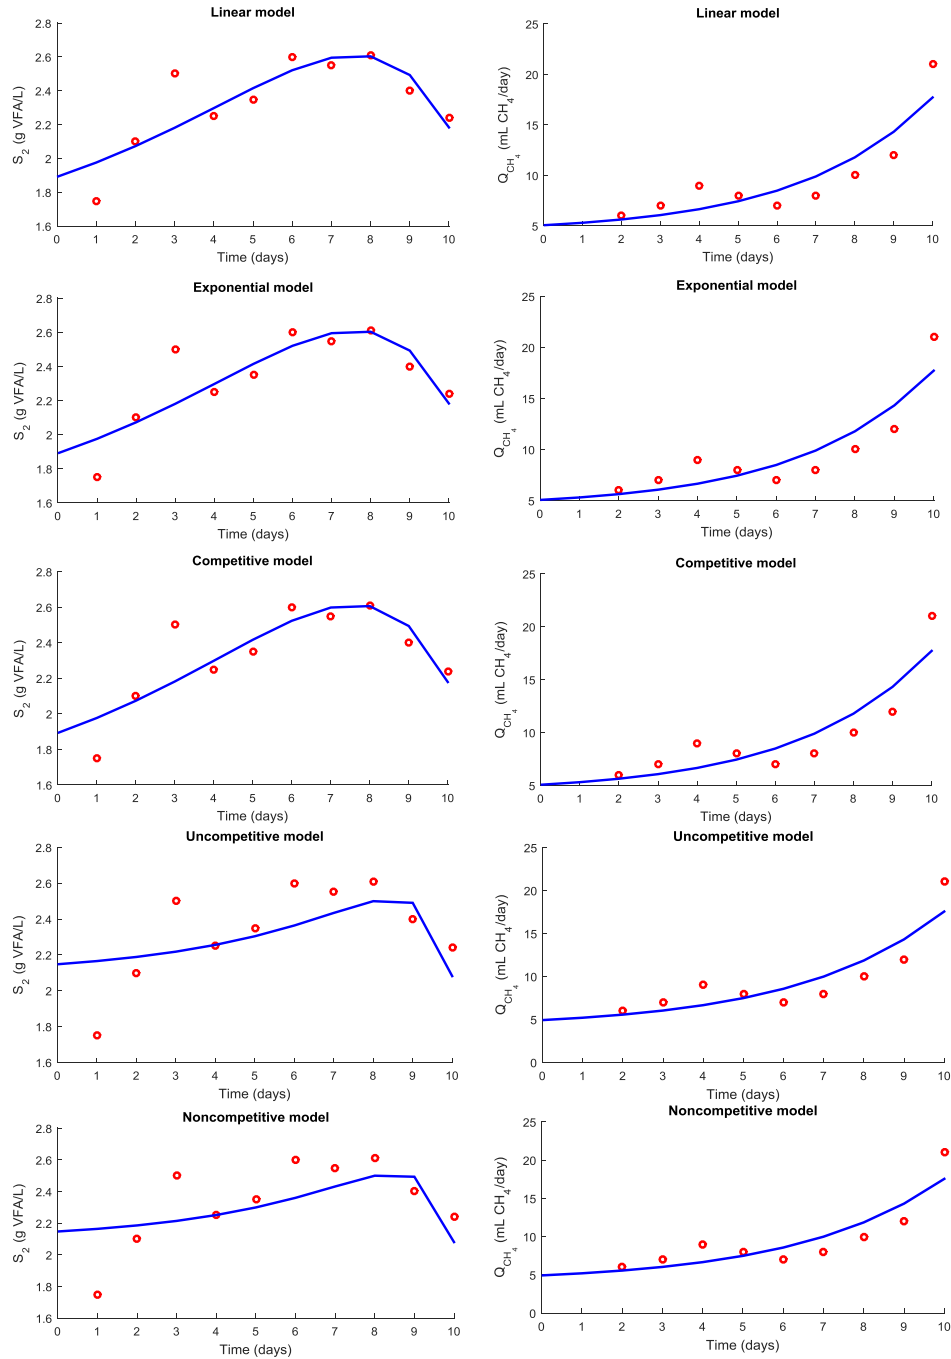 Linear model
2.8
2.6
2.4
2.2
2
1.8
1.6
S2 (g VFA/L)
0 1 2 3 4 5 6 7 8 9 10
Time (days)
Linear model
25
20
15
10
5
QCH4 (mL CH4/day)
0 1 2 3 4 5 6 7 8 9 10
Time (days)
Exponential model
2.8
2.6
2.4
2.2
2
1.8
1.6
S2 (g VFA/L)
0 1 2 3 4 5 6 7 8 9 10
Time (days)
Exponential model
25
20
15
10
5
QCH4 (mL CH4/day)
0 1 2 3 4 5 6 7 8 9 10
Time (days)
Competitive model
2.8
2.6
2.4
2.2
2
1.8
1.6
S2 (g VFA/L)
0 1 2 3 4 5 6 7 8 9 10
Time (days)
Competitive model
25
20
15
10
5
QCH4 (mL CH4/day)
0 1 2 3 4 5 6 7 8 9 10
Time (days)
Uncompetitive model
2.8
2.6
2.4
2.2
2
1.8
1.6
S2 (g VFA/L)
0 1 2 3 4 5 6 7 8 9 10
Time (days)
Uncompetitive model
25
20
15
10
5
0
QCH4 (mL CH4/day)
0 1 2 3 4 5 6 7 8 9 10
Time (days)
Noncompetitive model
2.8
2.6
2.4
2.2
2
1.8
1.6
S2 (g VFA/L)
0 1 2 3 4 5 6 7 8 9 10
Time (days)
Noncompetitive model
25
20
15
10
5
0
QCH4 (mL CH4/day)
0 1 2 3 4 5 6 7 8 9 10
Time (days)